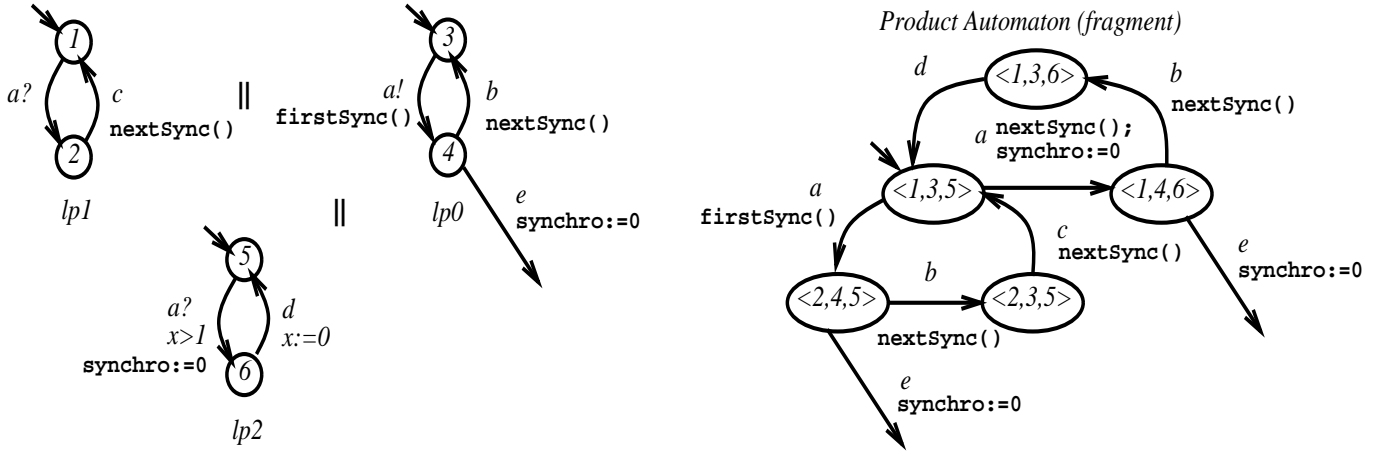 1
a?
c
nextSync()
2
lp1
||
3
a!
firstSync()
b
nextSync()
4
lp0
e
synchro:=0
||
5
a?
x>1
synchro:=0
d
x:=0
6
lp2
Product Automaton (fragment)
<1,3,6>
d
b
nextSync()
a nextSync();
synchro:=0
<1,3,5>
<1,4,6>
a
firstSync()
c
nextSync()
e
synchro:=0
<2,4,5>
b
nextSync()
<2,3,5>
e
synchro:=0